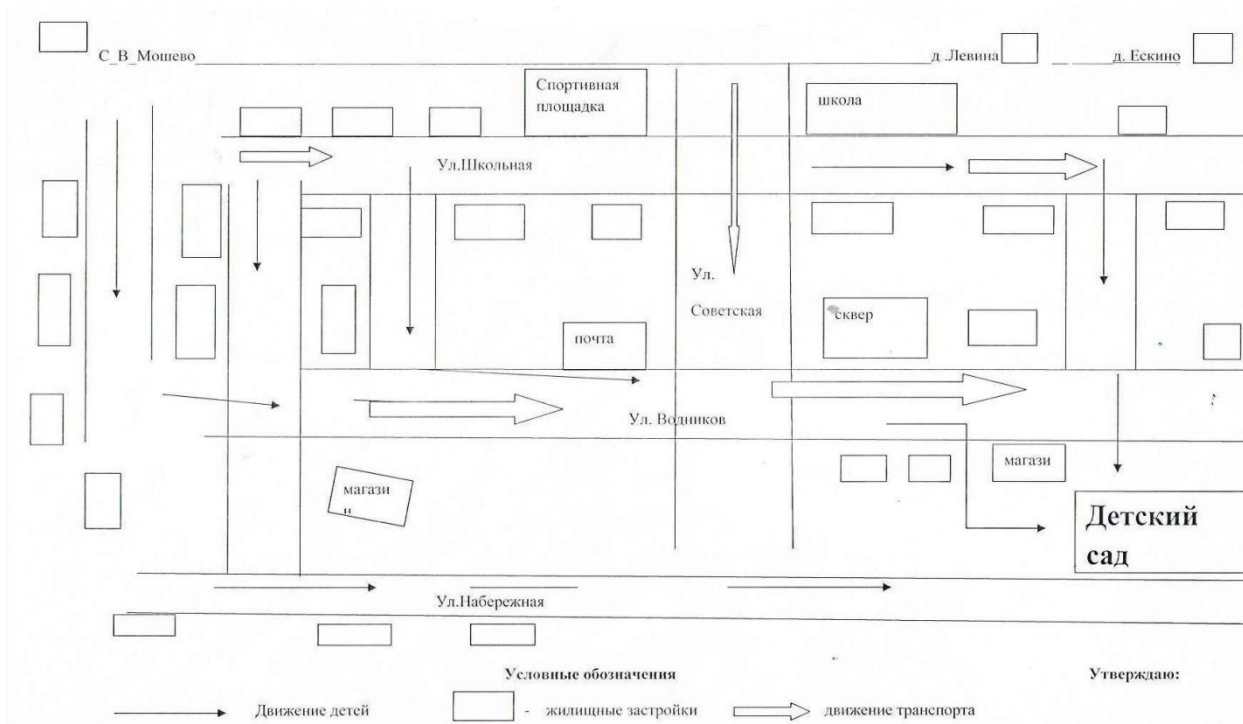 С_В_Мошево
д .Левина
д. Ескино
Спортивная
площадка
школа
Ул.Школьная
Ул.
Советская
сквер
почта
Ул. Водников
магази
н
магази
Детский
сад
Ул.Набережная
Условные обозначения
Утверждаю:
Движение детей
- жилищные застройки
движение транспорта